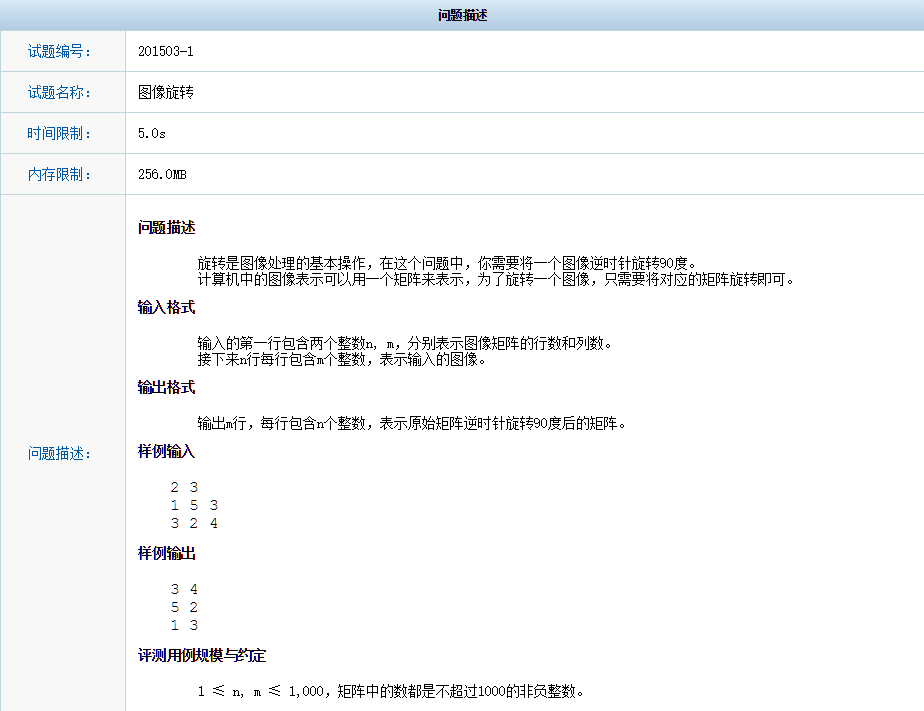 问题描述
试题编号： 201503-1
试题名称： 图像旋转
时间限制： 5.0s
内存限制： 256.0MB
问题描述：
问题描述
旋转是图像处理的基本操作，在这个问题中，你需要将一个图像逆时针旋转90度。
计算机中的图像表示可以用一个矩阵来表示，为了旋转一个图像，只需要将对应的矩阵旋转即可。
输入格式
输入的第一行包含两个整数n, m，分别表示图像矩阵的行数和列数。
接下来n行每行包含m个整数，表示输入的图像。
输出格式
输出m行，每行包含n个整数，表示原始矩阵逆时针旋转90度后的矩阵。
样例输入
2 3
1 5 3
3 2 4
样例输出
3 4
5 2
1 3
评测用例规模与约定
1 ≤ n, m ≤ 1,000，矩阵中的数都是不超过1000的非负整数。